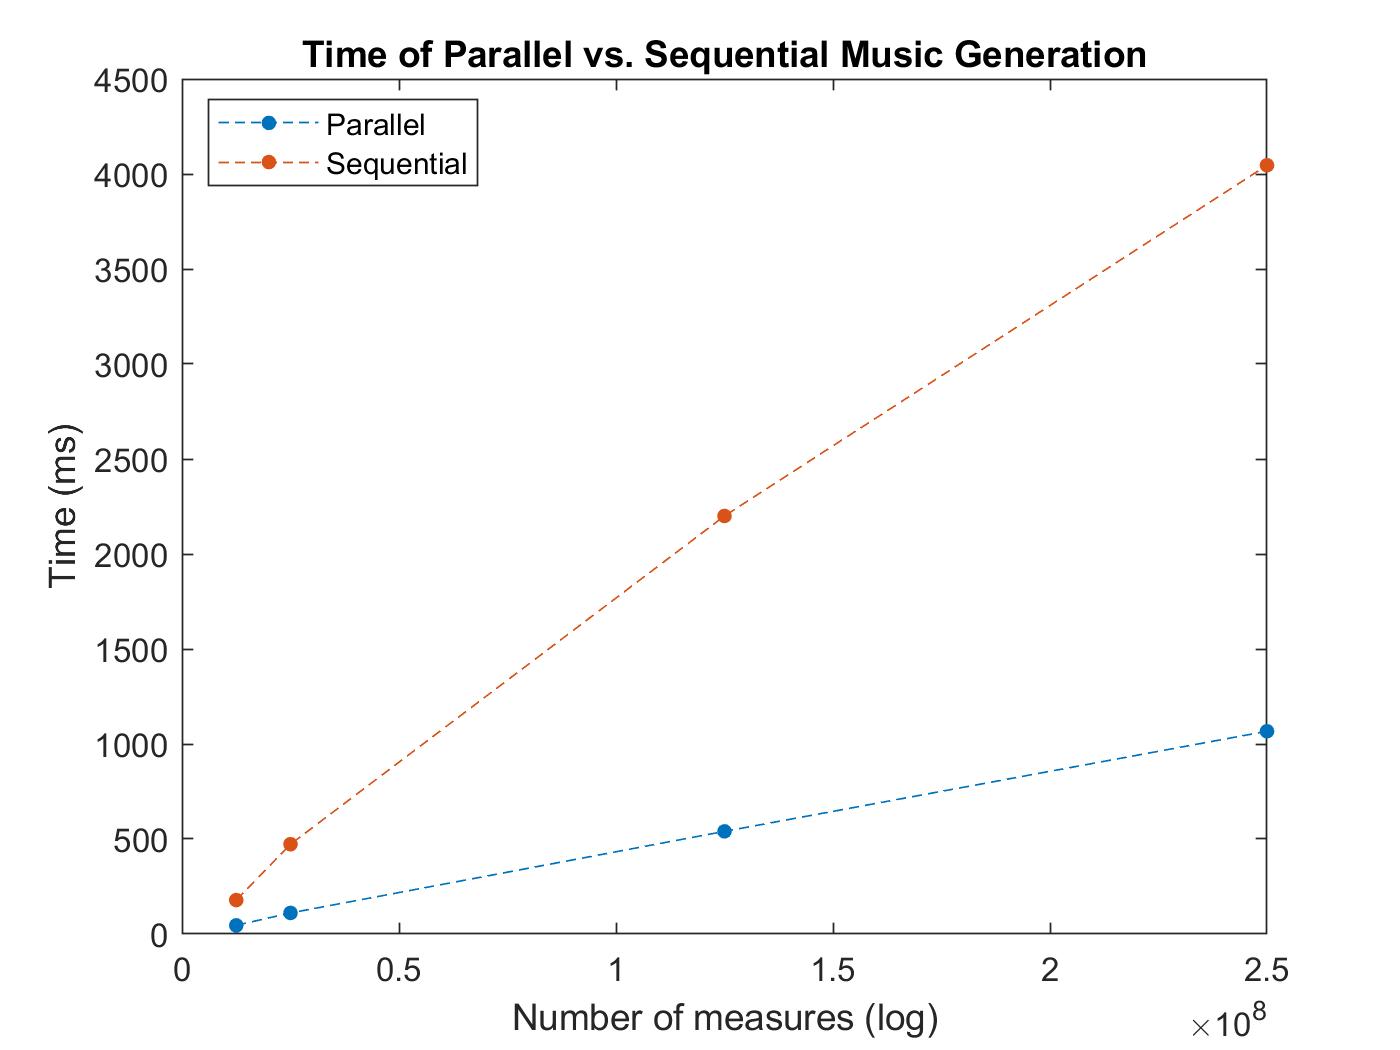 Time of Parallel vs. Sequential Music Generation
Parallel
Sequential
4500
4000
3500
3000
2500
2000
1500
1000
500
0
Time (ms)
0 0.5 1 1.5 2 2.5
Number of measures (log)
×10⁸